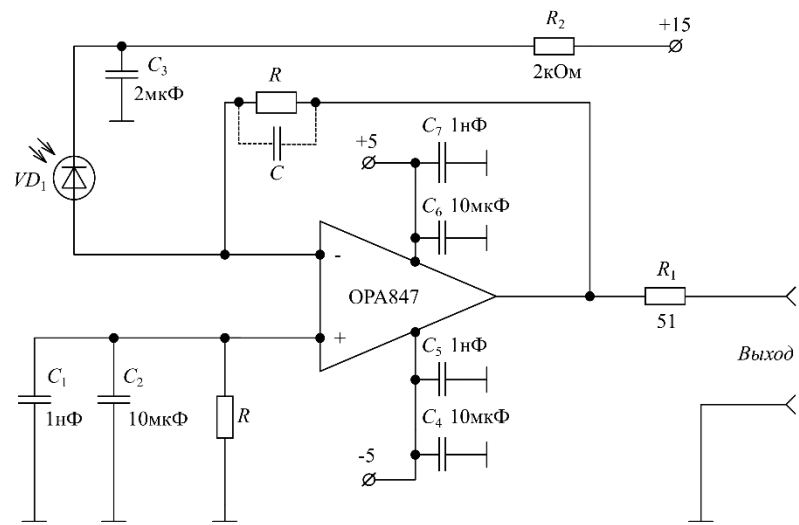 R₂
+15
2кОм
C₃
2мкФ
R
C
VD₁
+5
C₇ 1нФ
C₆ 10мкФ
-
OPA847
+
R₁
51
C₅ 1нФ
C₄ 10мкФ
-5
Выход
C₁
1нФ
C₂
10мкФ
R